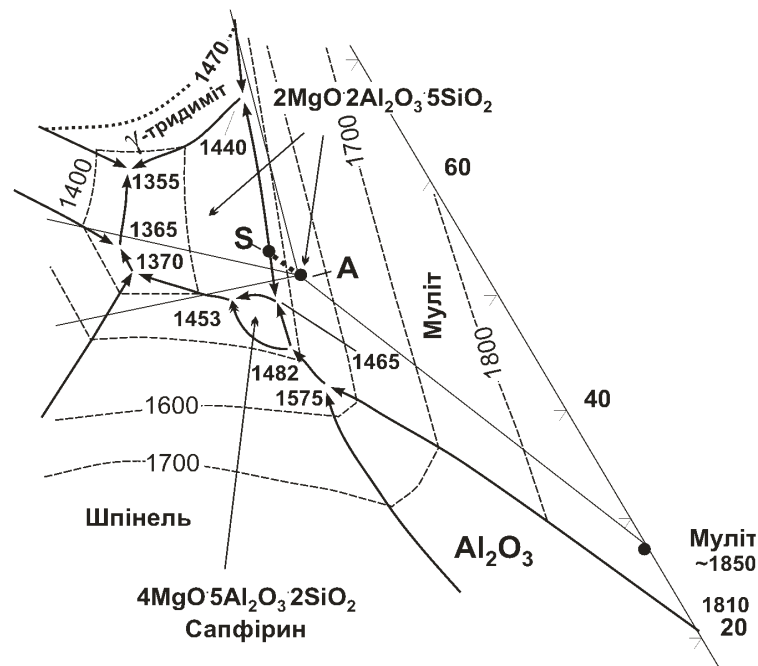 1470
γ-тридиміт
2MgO·2Al₂O₃·5SiO₂
1700
1440
1400
1355
60
1365
S
1370
A
Муліт
1453
1800
1465
1482
1575
40
1600
1700
Шпінель
Al₂O₃
Муліт
~1850
4MgO·5Al₂O₃·2SiO₂
Сапфірин
1810
20